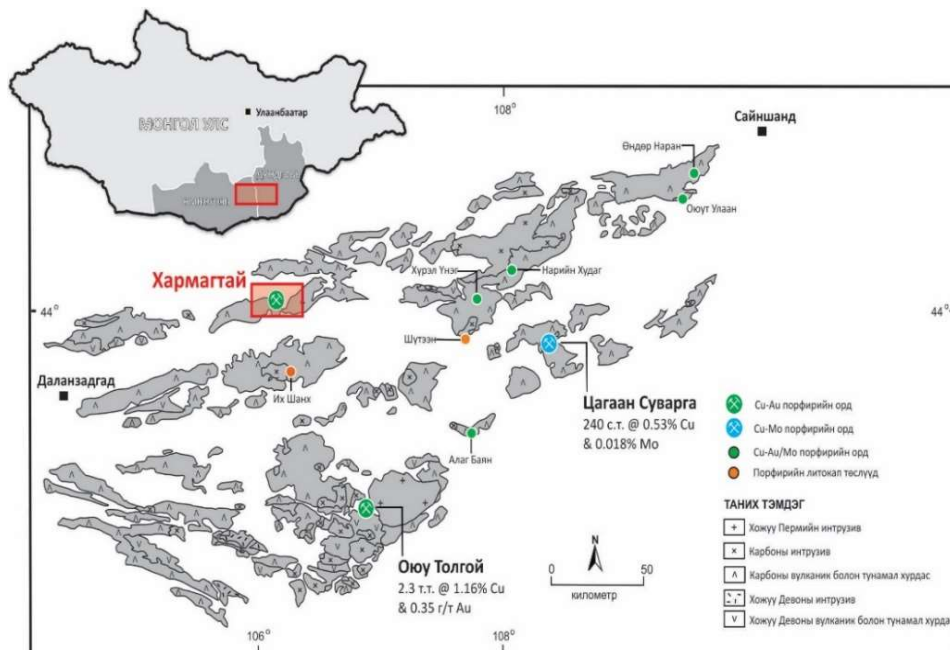 Улаанбаатар
МОНГОЛ УЛС
108°
Сайншанд
Өндөр Наран
Оюут Улаан
Хармагтай
Хүрэл Үнэг
Нарийн Худаг
44°
44°
Шүтээн
Даланзадгад
Их Шанх
Цагаан Суварга
240 с.т. @ 0.53% Cu
& 0.018% Mo
Алаг Баян
Cu-Au порфирийн орд
Cu-Mo порфирийн орд
Cu-Au/Mo порфирийн орд
Порфирийн литокап төслүүд
ТАНИХ ТЭМДЭГ
Хожуу Пермийн интрузив
Карбоны интрузив
Карбоны вулканик болон тунамал хурдас
Хожуу Девоны интрузив
Хожуу Девоны вулканик болон тунамал хурда
Оюу Толгой
2.3 т.т. @ 1.16% Cu
& 0.35 г/т Au
N
0 50
километр
106°
108°